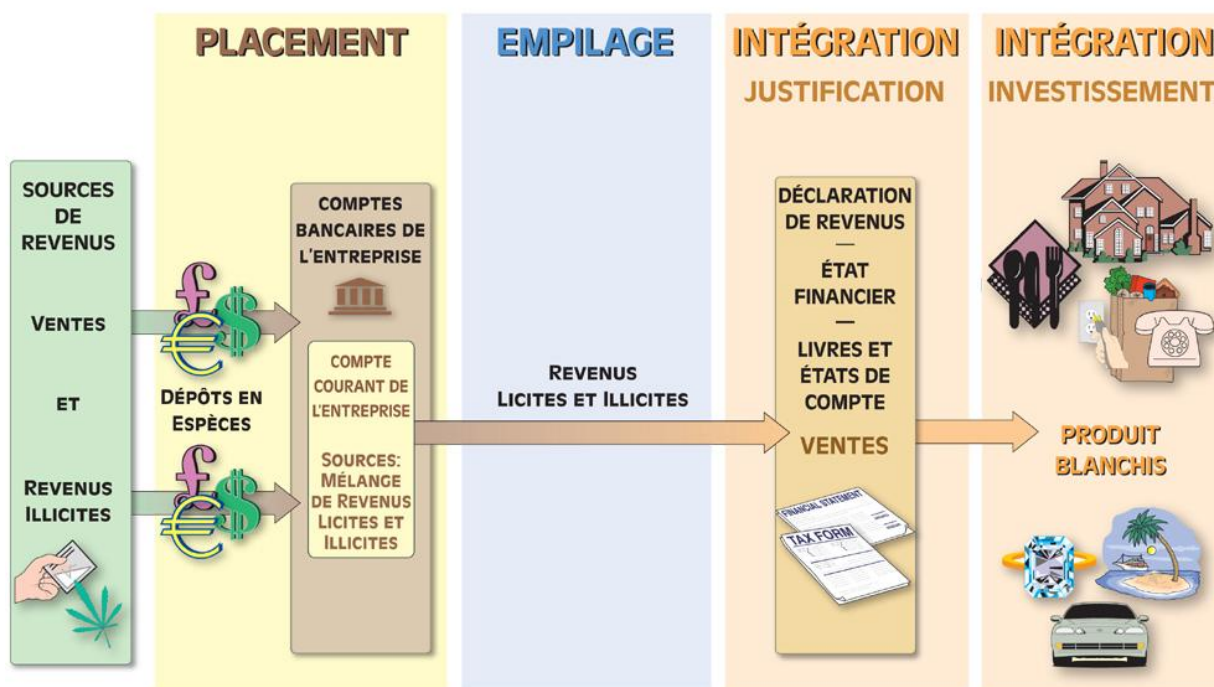 PLACEMENT
EMPILAGE
INTÉGRATION
JUSTIFICATION
INTÉGRATION
INVESTISSEMENT
SOURCES
DE
REVENUS
VENTES
ET
REVENUS
ILLICITES
DÉPÔTS EN
ESPÈCES
COMPTES
BANCAIRES DE
L'ENTREPRISE
COMPTE
COURANT DE
L'ENTREPRISE
SOURCES:
MÉLANGE
DE REVENUS
LICITES ET
ILLICITES
REVENUS
LICITES ET ILLICITES
DÉCLARATION
DE REVENUS
—
ÉTAT
FINANCIER
—
LIVRES ET
ÉTATS DE
COMPTE
VENTES
FINANCIAL STATEMENT
TAX FORM
PRODUIT
BLANCHIS